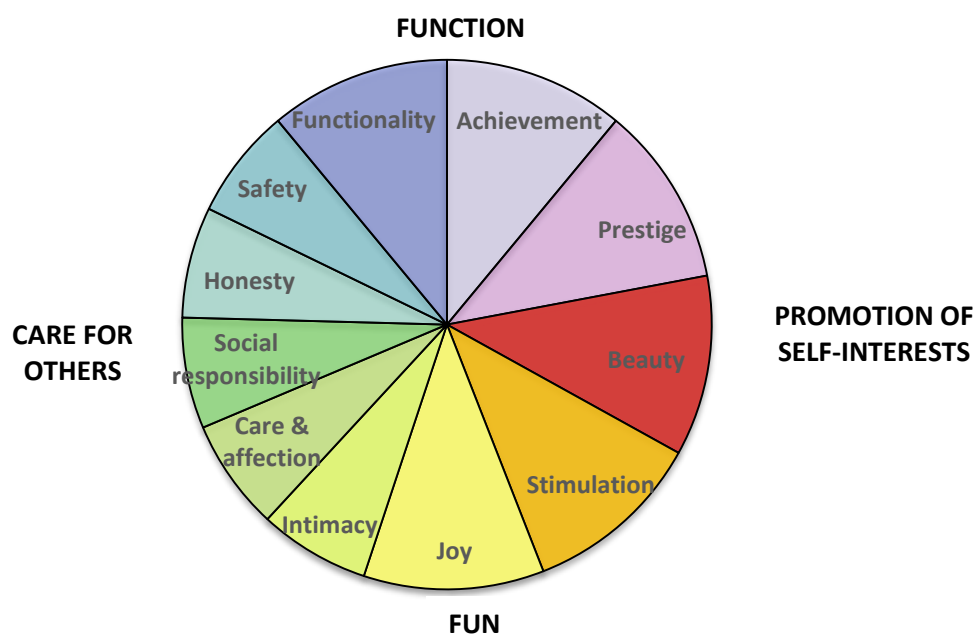 FUNCTION
Functionality
Achievement
Safety
Prestige
Honesty
CARE FOR
OTHERS
PROMOTION OF
SELF-INTERESTS
Social
responsibility
Beauty
Care &
affection
Stimulation
Intimacy
Joy
FUN